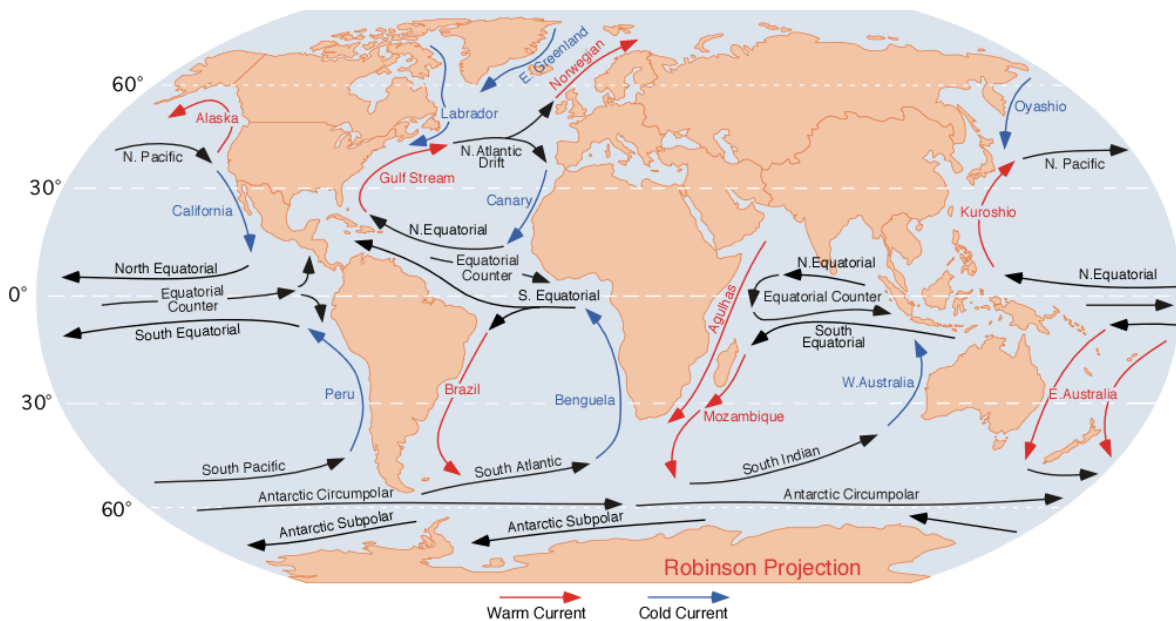 E. Greenland
Norwegian
60°
Alaska
Labrador
Oyashio
N. Pacific
N.Atlantic
Drift
N. Pacific
30°
Gulf Stream
California
Canary
Kuroshio
N.Equatorial
North Equatorial
Equatorial
Counter
N.Equatorial
N.Equatorial
0°
Equatorial
Counter
S. Equatorial
Agulhas
Equatorial Counter
South Equatorial
South
Equatorial
Peru
Brazil
Benguela
W.Australia
E.Australia
30°
Mozambique
South Pacific
South Atlantic
South Indian
60°
Antarctic Circumpolar
Antarctic Circumpolar
Antarctic Subpolar
Antarctic Subpolar
Robinson Projection
Warm Current
Cold Current